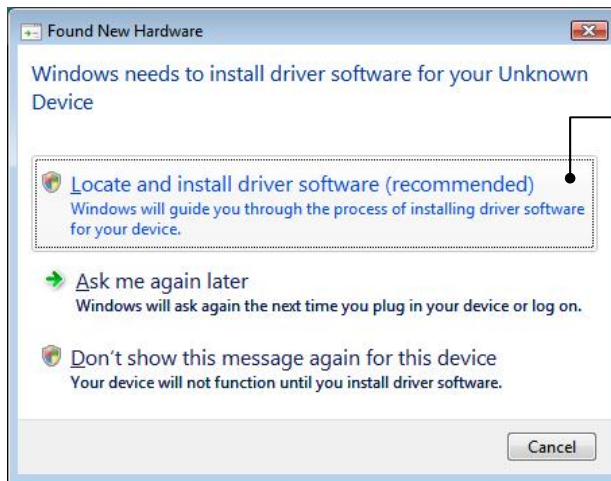 Found New Hardware
Windows needs to install driver software for your Unknown
Device
Locate and install driver software (recommended)
Windows will guide you through the process of installing driver software
for your device.
Ask me again later
Windows will ask again the next time you plug in your device or log on.
Don't show this message again for this device
Your device will not function until you install driver software.
Cancel